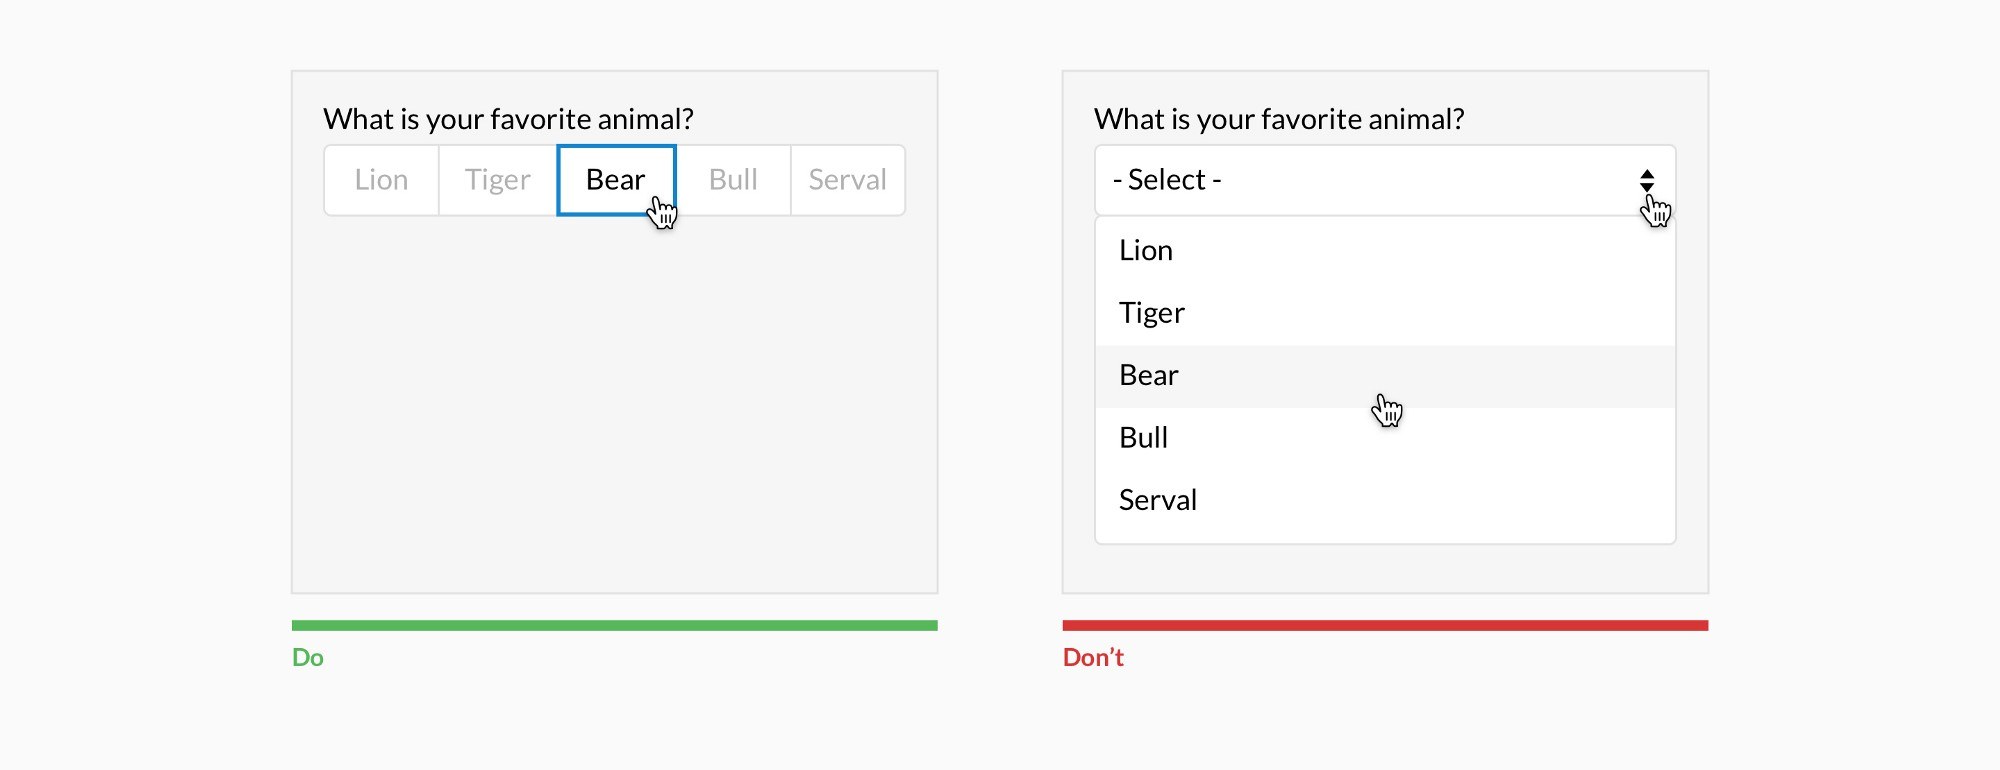 What is your favorite animal?
Lion Tiger Bear Bull Serval
Do
What is your favorite animal?
- Select -
Lion
Tiger
Bear
Bull
Serval
Don’t